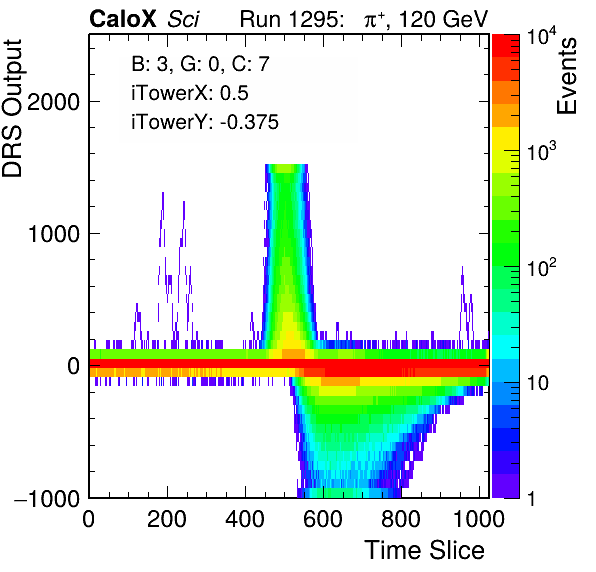 CaloX Sci Run 1295: π⁺, 120 GeV
B: 3, G: 0, C: 7
iTowerX: 0.5
iTowerY: -0.375
DRS Output
2000
1000
0
−1000
0 200 400 600 800 1000
Time Slice
Events
10⁴
10³
10²
10
1